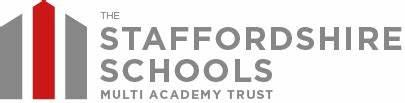 THE
STAFFORDSHIRE
SCHOOLS
MULTI ACADEMY TRUST